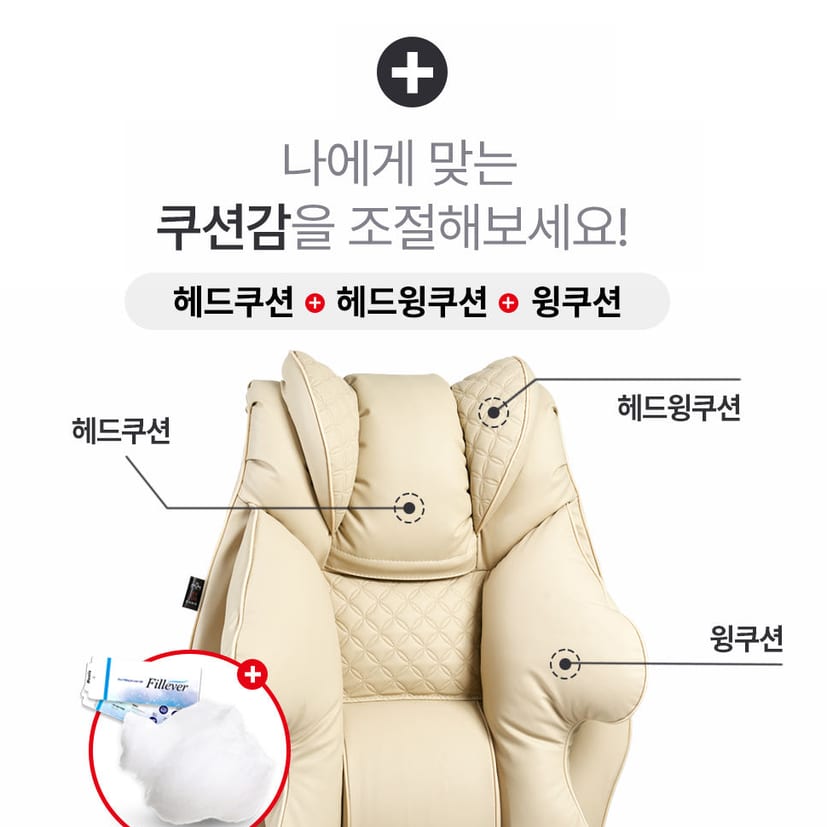 나에게 맞는
쿠션감을 조절해보세요!
헤드쿠션 + 헤드윙쿠션 + 윙쿠션
헤드윙쿠션
헤드쿠션
윙쿠션
Fillever